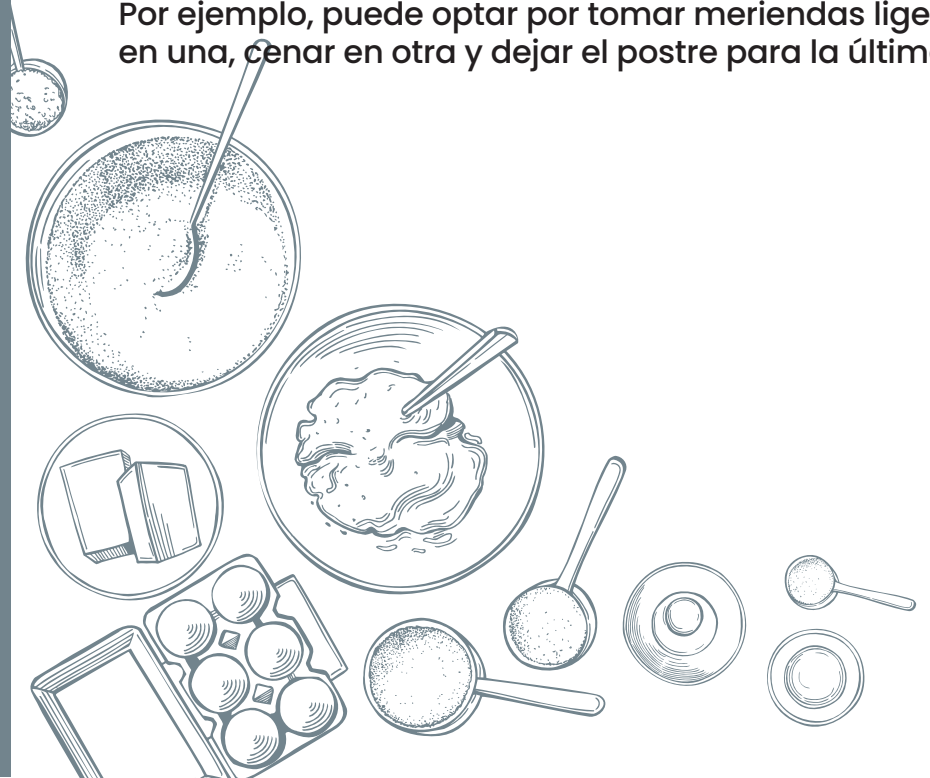 Por ejemplo, puede optar por tomar meriendas lige
en una, cenar en otra y dejar el postre para la últim